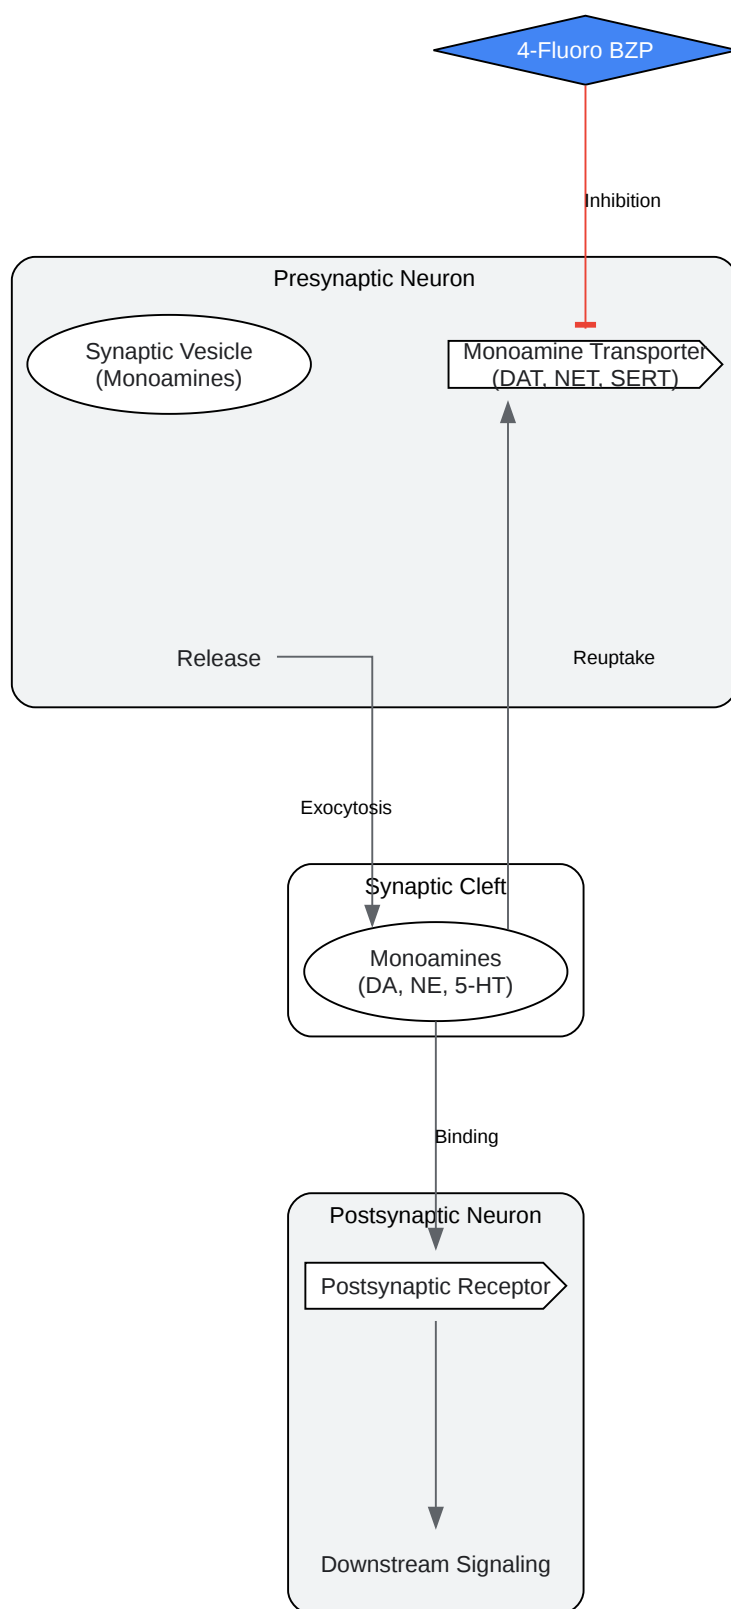 4-Fluoro BZP
Inhibition
Presynaptic Neuron
Synaptic Vesicle
(Monoamines)
Monoamine Transporter
(DAT, NET, SERT)
Release
Reuptake
Exocytosis
Synaptic Cleft
Monoamines
(DA, NE, 5-HT)
Binding
Postsynaptic Neuron
Postsynaptic Receptor
Downstream Signaling